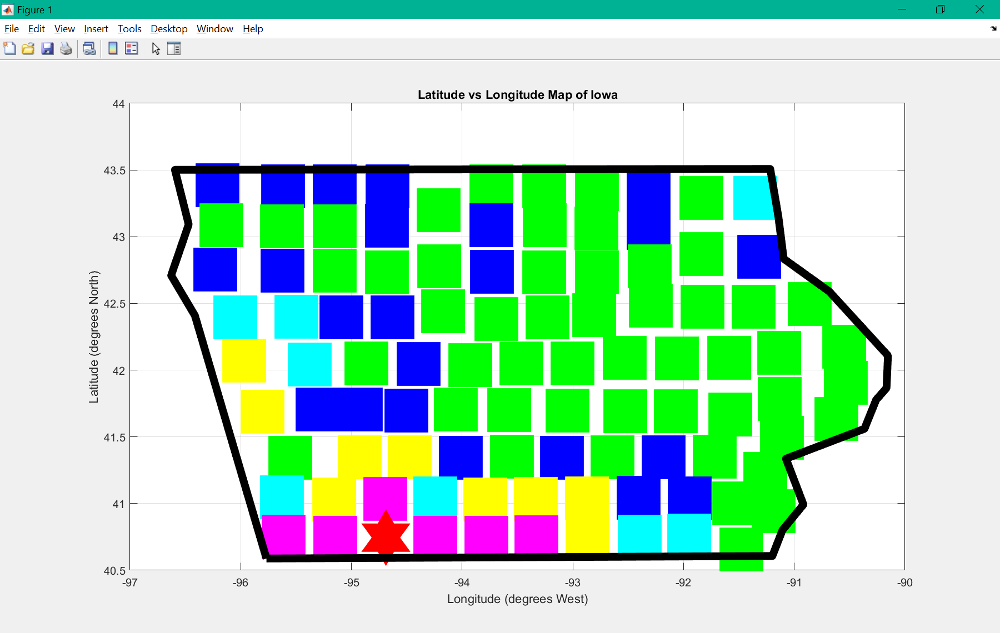 Figure 1
File Edit View Insert Tools Desktop Window Help
Latitude vs Longitude Map of Iowa
44
43.5
43
42.5
42
41.5
41
40.5
Latitude (degrees North)
-97 -96 -95 -94 -93 -92 -91 -90
Longitude (degrees West)